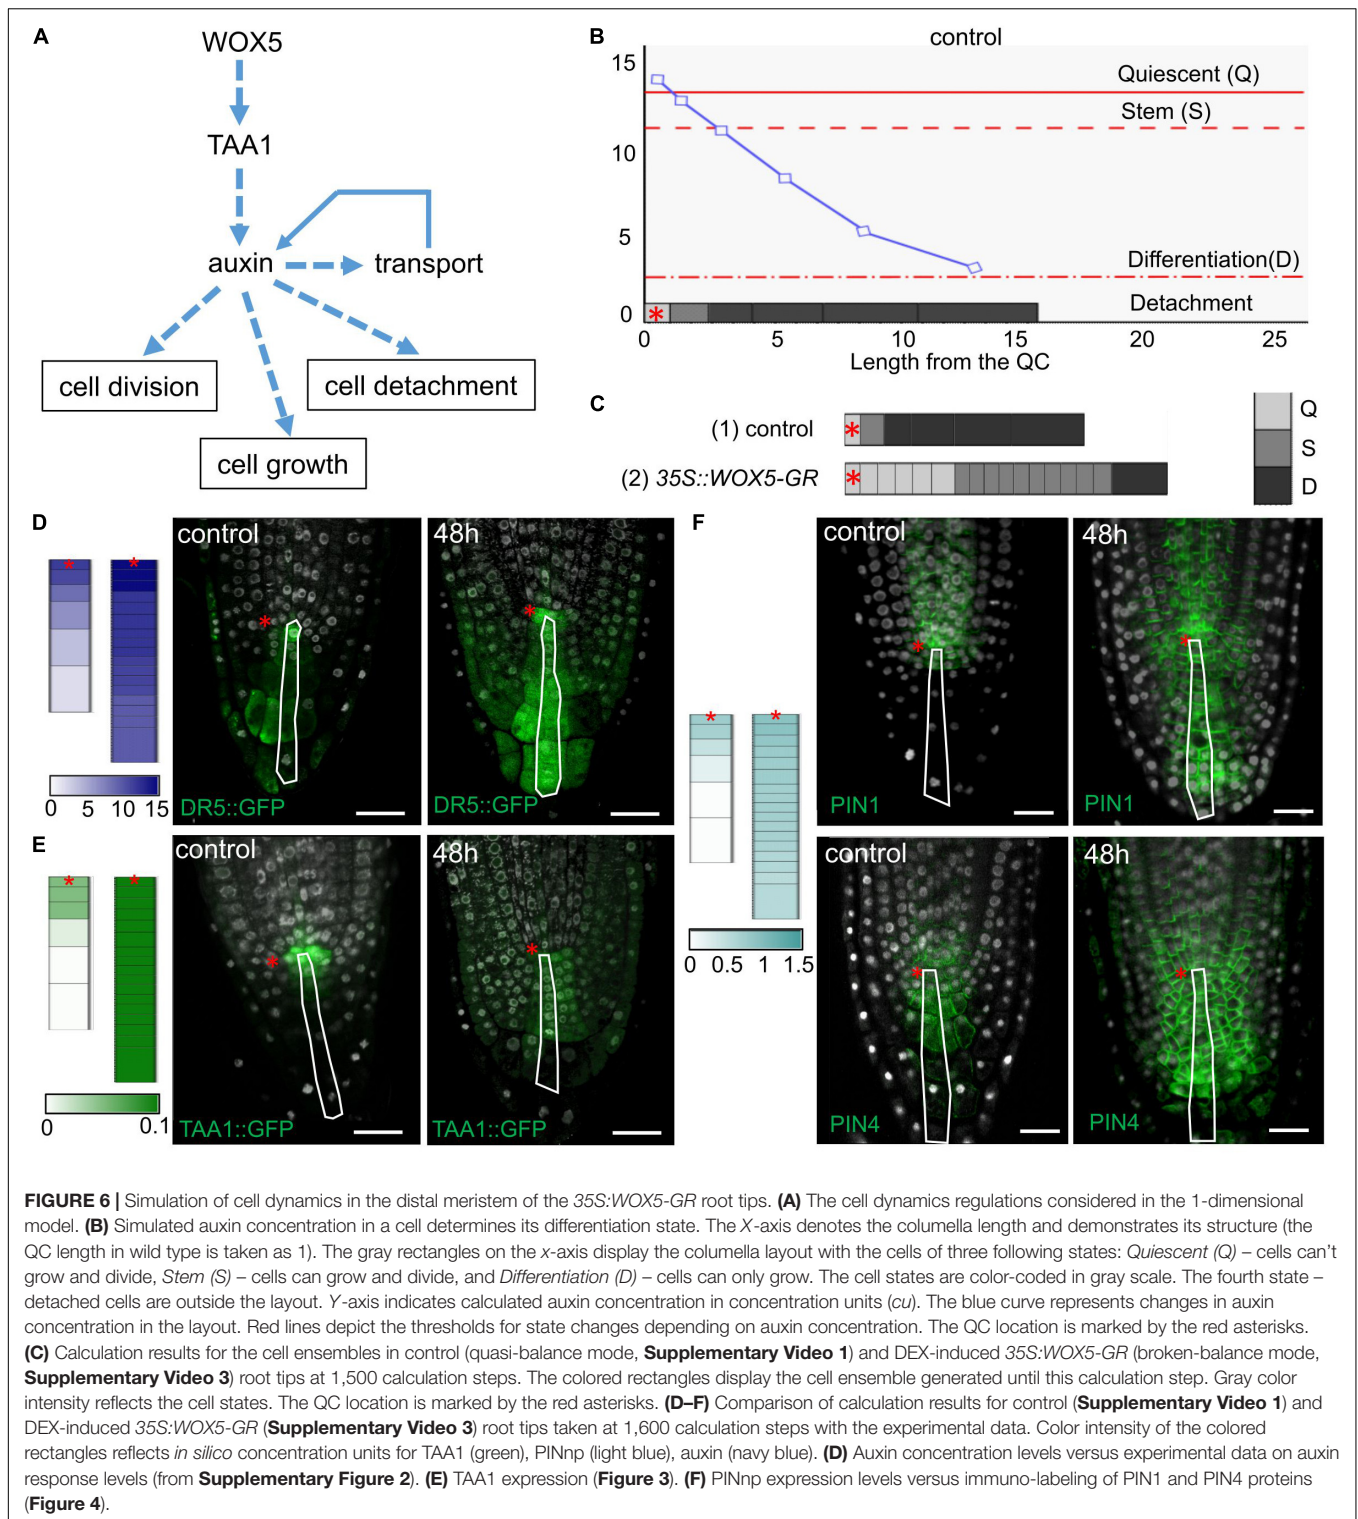 A
WOX5
TAA1
auxin
transport
cell division
cell detachment
cell growth
B
control
15
10
5
0
Quiescent (Q)
Stem (S)
Differentiation(D)
Detachment
0 5 10 15 20 25
Length from the QC
C
(1) control
(2) 35S::WOX5-GR
Q
S
D
D
control
48h
0 5 10 15
DR5::GFP
DR5::GFP
E
control
48h
0 0.1
TAA1::GFP
TAA1::GFP
F
control
48h
PIN1
PIN1
0 0.5 1 1.5
control
48h
PIN4
PIN4
FIGURE 6 | Simulation of cell dynamics in the distal meristem of the 35S:WOX5-GR root tips. (A) The cell dynamics regulations considered in the 1-dimensional
model. (B) Simulated auxin concentration in a cell determines its differentiation state. The X-axis denotes the columella length and demonstrates its structure (the
QC length in wild type is taken as 1). The gray rectangles on the x-axis display the columella layout with the cells of three following states: Quiescent (Q) – cells can't
grow and divide, Stem (S) – cells can grow and divide, and Differentiation (D) – cells can only grow. The cell states are color-coded in gray scale. The fourth state –
detached cells are outside the layout. Y-axis indicates calculated auxin concentration in concentration units (cu). The blue curve represents changes in auxin
concentration in the layout. Red lines depict the thresholds for state changes depending on auxin concentration. The QC location is marked by the red asterisks.
(C) Calculation results for the cell ensembles in control (quasi-balance mode, Supplementary Video 1) and DEX-induced 35S:WOX5-GR (broken-balance mode,
Supplementary Video 3) root tips at 1,500 calculation steps. The colored rectangles display the cell ensemble generated until this calculation step. Gray color
intensity reflects the cell states. The QC location is marked by the red asterisks. (D–F) Comparison of calculation results for control (Supplementary Video 1) and
DEX-induced 35S:WOX5-GR (Supplementary Video 3) root tips taken at 1,600 calculation steps with the experimental data. Color intensity of the colored
rectangles reflects in silico concentration units for TAA1 (green), PINnp (light blue), auxin (navy blue). (D) Auxin concentration levels versus experimental data on auxin
response levels (from Supplementary Figure 2). (E) TAA1 expression (Figure 3). (F) PINnp expression levels versus immuno-labeling of PIN1 and PIN4 proteins
(Figure 4).